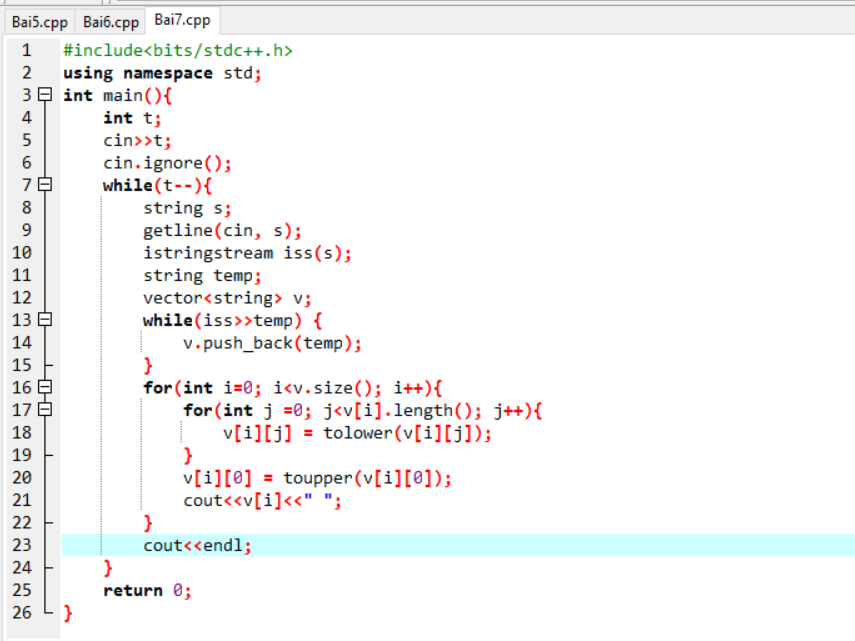 Bai5.cpp Bai6.cpp Bai7.cpp
1 #include<bits/stdc++.h>
2 using namespace std;
3 int main(){
4     int t;
5     cin>>t;
6     cin.ignore();
7     while(t--){
8         string s;
9         getline(cin, s);
10         istringstream iss(s);
11         string temp;
12         vector<string> v;
13         while(iss>>temp) {
14             v.push_back(temp);
15         }
16         for(int i=0; i<v.size(); i++){
17             for(int j =0; j<v[i].length(); j++){
18                 v[i][j] = tolower(v[i][j]);
19             }
20             v[i][0] = toupper(v[i][0]);
21             cout<<v[i]<<" ";
22         }
23         cout<<endl;
24     }
25     return 0;
26 }